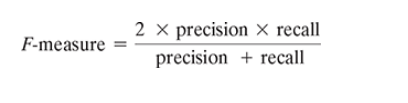 2 × precision × recall
F-measure =
precision + recall